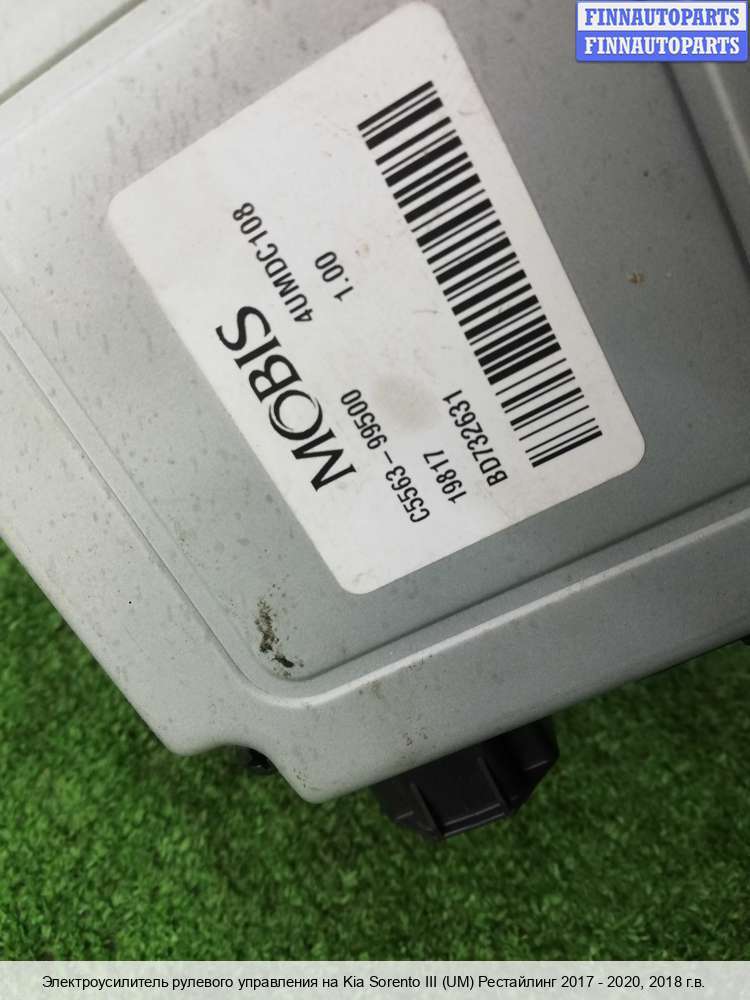 FINNAUTOPARTS
FINNAUTOPARTS
MOBIS
4UMDC108
1.00
C5563-99500
19817
BD732631
Электроусилитель рулевого управления на Kia Sorento III (UM) Рестайлинг 2017 - 2020, 2018 г.в.